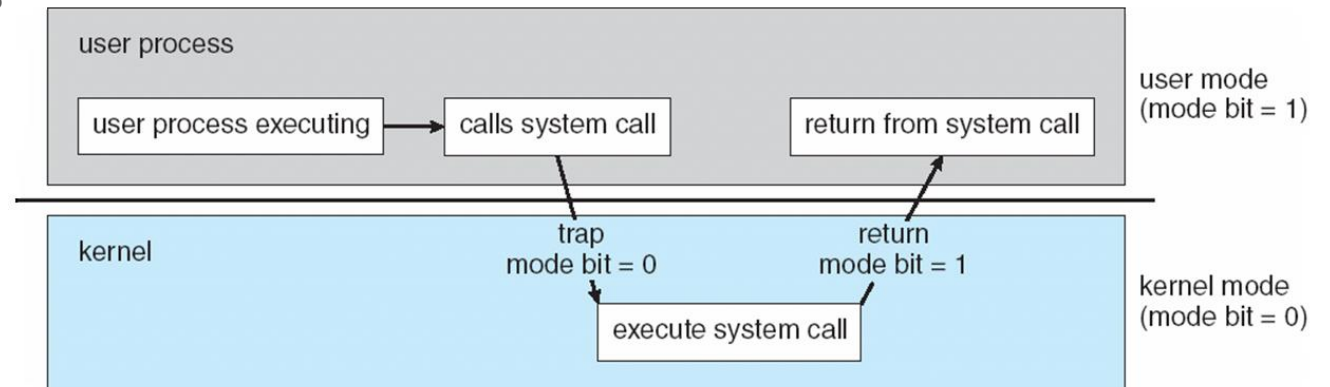 user process
user process executing
calls system call
return from system call
user mode
(mode bit = 1)
kernel
trap
mode bit = 0
return
mode bit = 1
execute system call
kernel mode
(mode bit = 0)